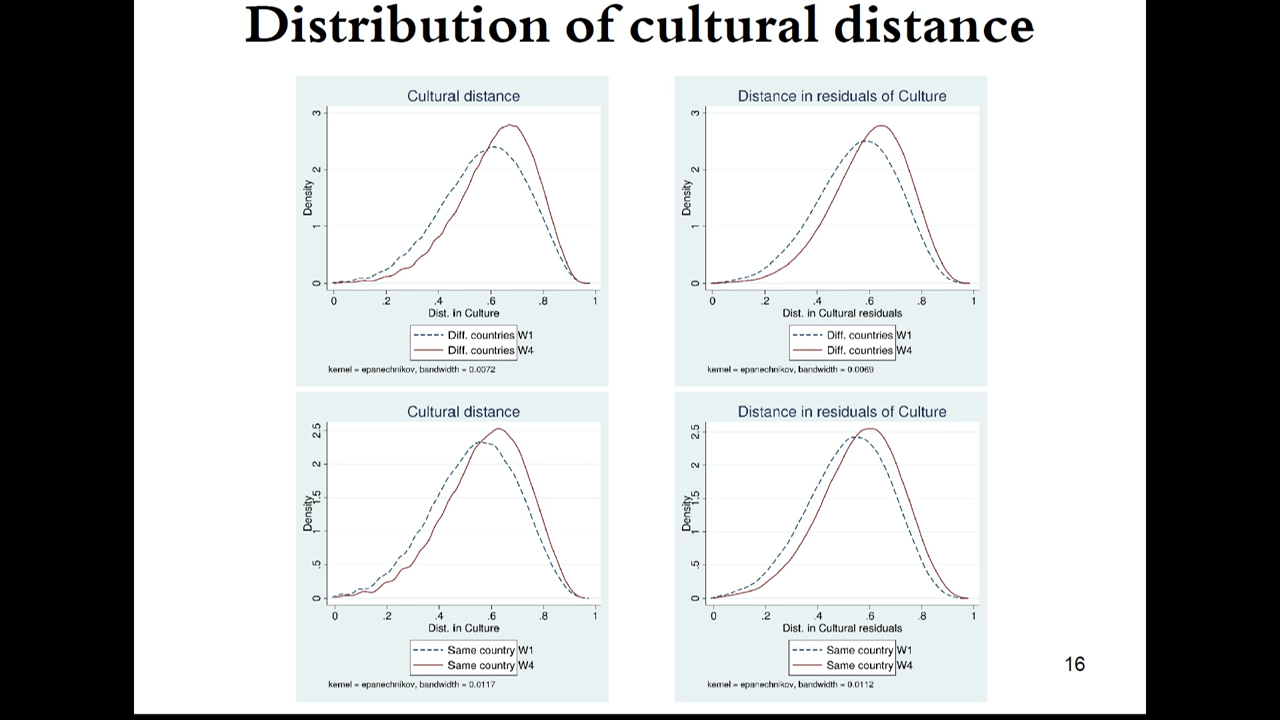 Distribution of cultural distance
Cultural distance
Density
0 1 2 3
0 .2 .4 .6 .8 1
Dist. in Culture
Diff. countries W1
Diff. countries W4
kernel = epanechnikov, bandwidth = 0.0072
Distance in residuals of Culture
Density
0 1 2 3
0 .2 .4 .6 .8 1
Dist. in Cultural residuals
Diff. countries W1
Diff. countries W4
kernel = epanechnikov, bandwidth = 0.0069
Cultural distance
Density
0 .5 1 1.5 2 2.5
0 .2 .4 .6 .8 1
Dist. in Culture
Same country W1
Same country W4
kernel = epanechnikov, bandwidth = 0.0117
Distance in residuals of Culture
Density
0 .5 1 1.5 2 2.5
0 .2 .4 .6 .8 1
Dist. in Cultural residuals
Same country W1
Same country W4
kernel = epanechnikov, bandwidth = 0.0112
16